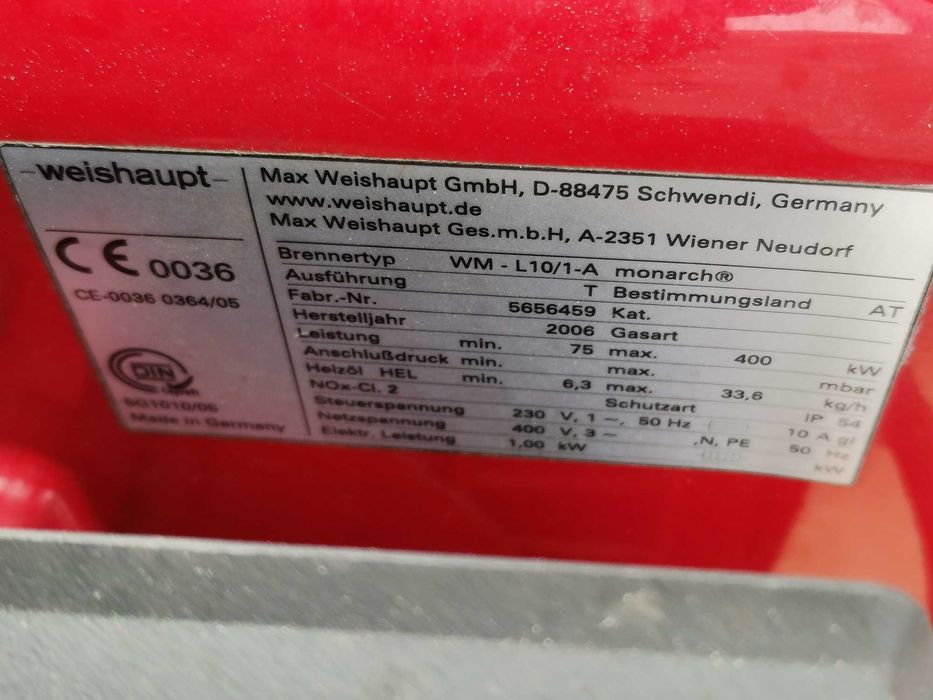 -weishaupt-
CE 0036
CE-0036 0364/05
DIN
SG1010/06
Made in Germany
Max Weishaupt GmbH, D-88475 Schwendi, Germany
www.weishaupt.de
Max Weishaupt Ges.m.b.H, A-2351 Wiener Neudorf
Brennertyp WM - L10/1-A monarch®
Ausführung T Bestimmungsland AT
Fabr.-Nr. 5656459 Kat.
Herstelljahr 2006 Gasart
Leistung min. 75 max. 400 kW
Anschlußdruck min. max. mbar
Heizöl HEL min. 6,3 max. 33,6 kg/h
NOx-Cl. 2 Schutzart IP 54
Steuerspannung 230 V, 1 ~, 50 Hz 10 A gl
Netzspannung 400 V, 3 ~ ,N, PE 50 Hz
Elektr. Leistung 1,00 kW kW